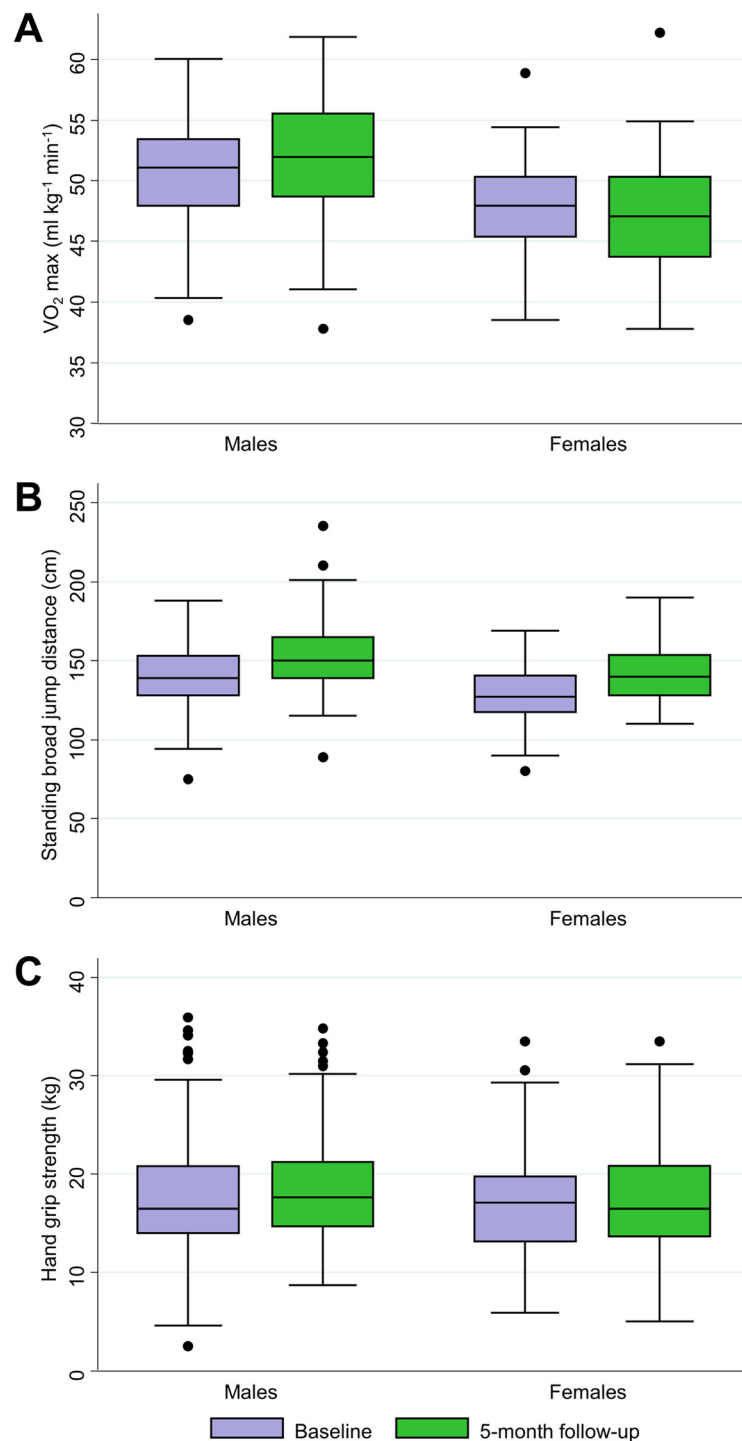 A
VO₂ max (ml kg⁻¹ min⁻¹)
60
55
50
45
40
35
30
Males
Females
B
Standing broad jump distance (cm)
250
200
150
100
50
0
Males
Females
C
Hand grip strength (kg)
40
30
20
10
0
Males
Females
Baseline
5-month follow-up